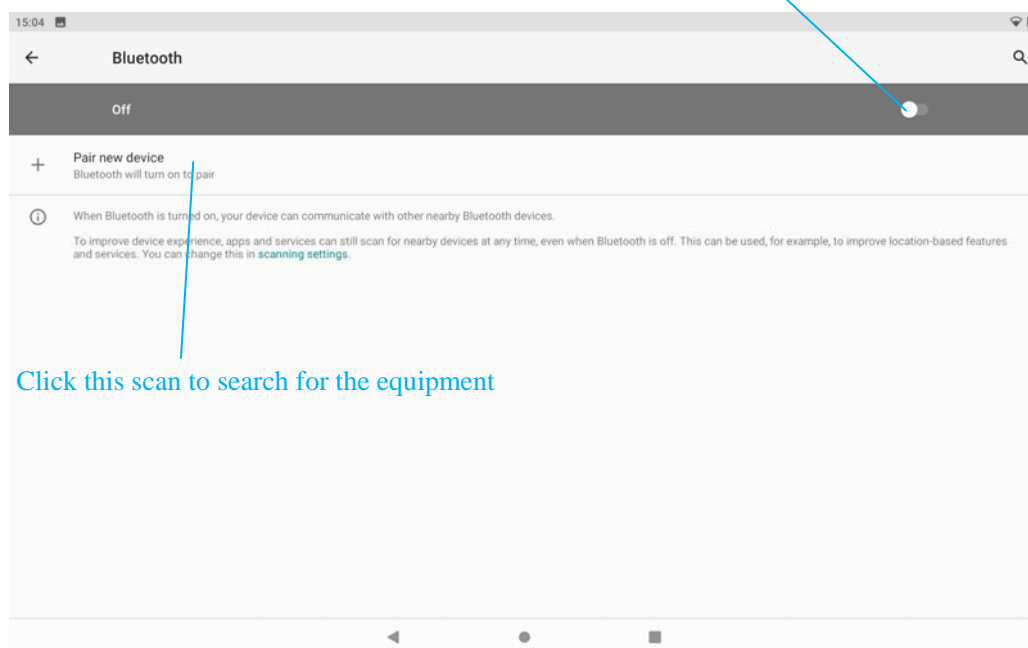 15:04
Bluetooth
Off
Pair new device
Bluetooth will turn on to pair
When Bluetooth is turned on, your device can communicate with other nearby Bluetooth devices.
To improve device experience, apps and services can still scan for nearby devices at any time, even when Bluetooth is off. This can be used, for example, to improve location-based features
and services. You can change this in scanning settings.
Click this scan to search for the equipment